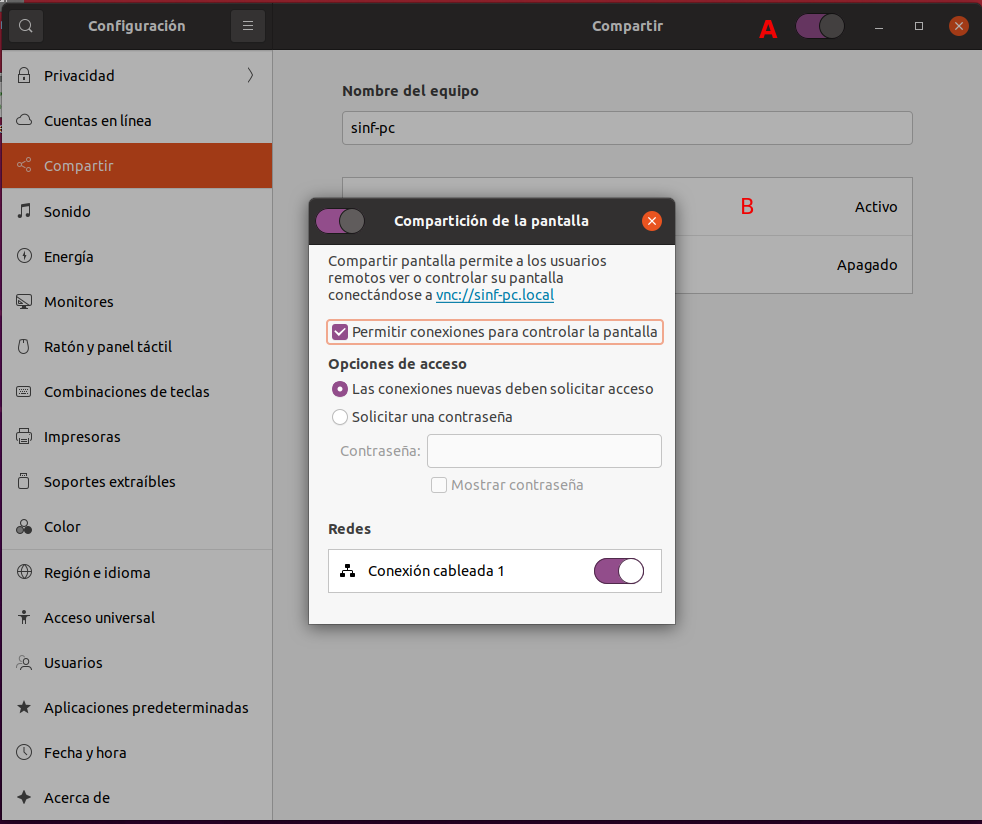 Configuración
Compartir
A
Privacidad
Cuentas en línea
Compartir
Sonido
Energía
Monitores
Ratón y panel táctil
Combinaciones de teclas
Impresoras
Soportes extraíbles
Color
Región e idioma
Acceso universal
Usuarios
Aplicaciones predeterminadas
Fecha y hora
Acerca de
Nombre del equipo
sinf-pc
B
Activo
Apagado
Compartición de la pantalla
Compartir pantalla permite a los usuarios
remotos ver o controlar su pantalla
conectándose a vnc://sinf-pc.local
Permitir conexiones para controlar la pantalla
Opciones de acceso
Las conexiones nuevas deben solicitar acceso
Solicitar una contraseña
Contraseña:
Mostrar contraseña
Redes
Conexión cableada 1